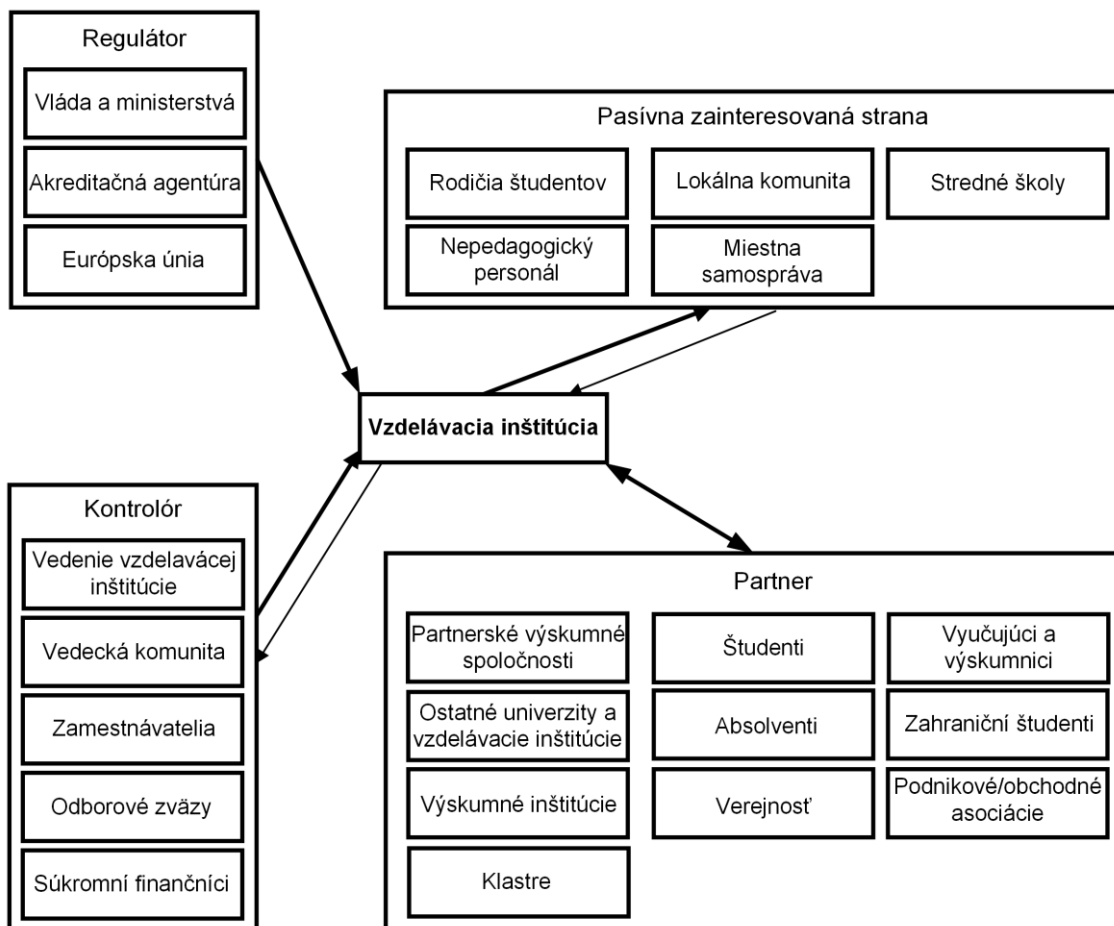 Regulátor
Vláda a ministerstvá
Akreditačná agentúra
Európska únia
Pasívna zainteresovaná strana
Rodičia študentov
Lokálna komunita
Stredné školy
Nepedagogický
personál
Miestna
samospráva
Vzdelávacia inštitúcia
Kontrolór
Vedenie vzdelavácej
inštitúcie
Vedecká komunita
Zamestnávatelia
Odborové zväzy
Súkromní finančníci
Partner
Partnerské výskumné
spoločnosti
Študenti
Vyučujúci a
výskumnici
Ostatné univerzity a
vzdelávacie inštitúcie
Absolventi
Zahraniční študenti
Výskumné inštitúcie
Verejnosť
Podnikové/obchodné
asociácie
Klastre